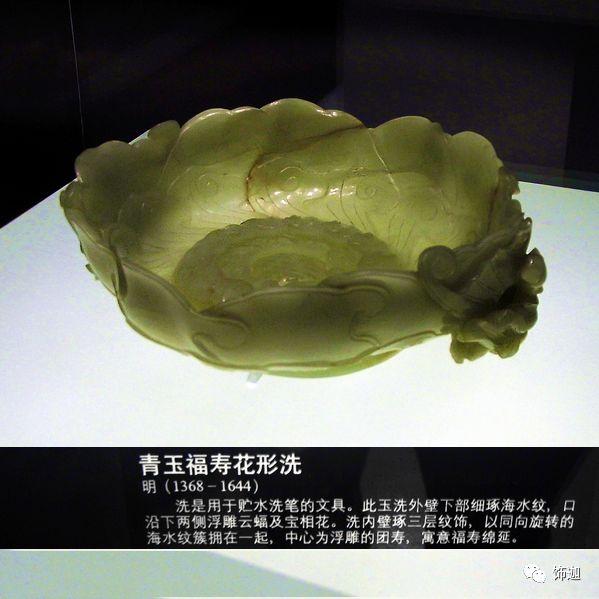 青玉福寿花形洗
明（1368－1644）
洗是用于贮水洗笔的文具。此玉洗外壁下部细琢海水纹，口
沿下两侧浮雕云蝠及宝相花。洗内壁琢三层纹饰，以同向旋转的
海水纹簇拥在一起，中心为浮雕的团寿，寓意福寿绵延。
饰迦